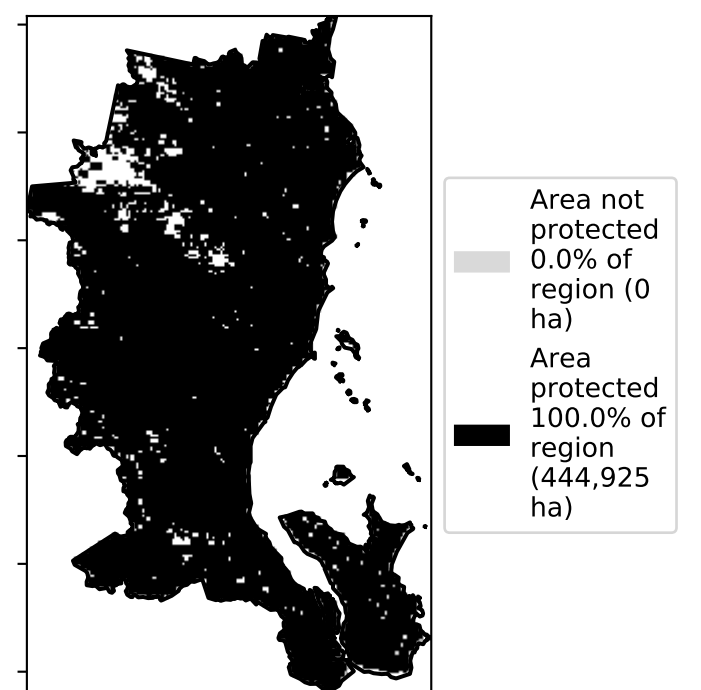 Area not
protected
0.0% of
region (0
ha)
Area
protected
100.0% of
region
(444,925
ha)